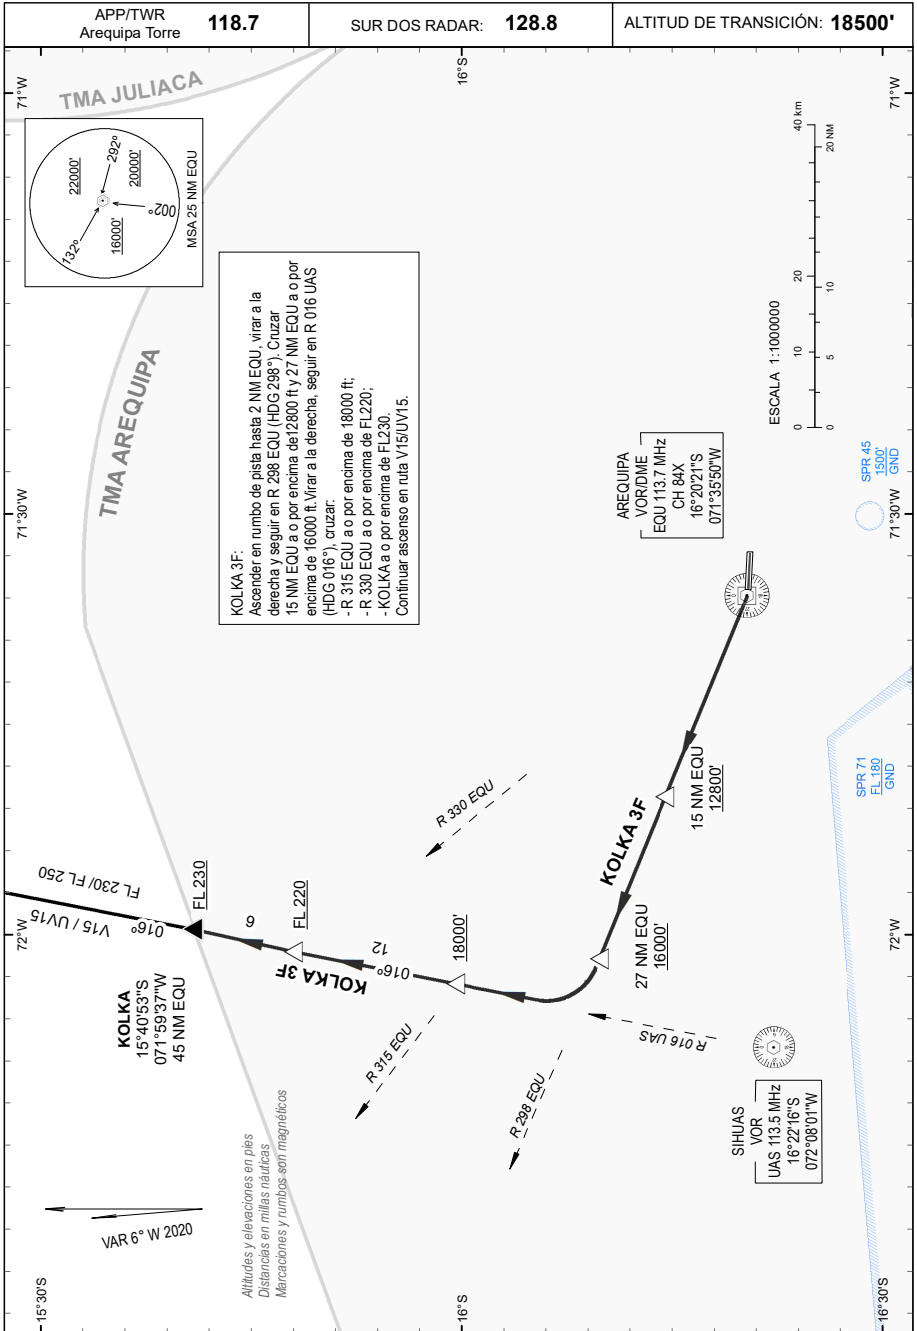 APP/TWR
Arequipa Torre
118.7
SUR DOS RADAR: 128.8
ALTITUD DE TRANSICIÓN: 18500'
71°W
16°S
71°W
TMA JULIACA
22000'
292°
20000'
132°
16000'
002°
MSA 25 NM EQU
40 km
20 NM
20
10
10
5
0
0
ESCALA 1:1000000
TMA AREQUIPA
KOLKA 3F:
Ascender en rumbo de pista hasta 2 NM EQU, virar a la
derecha y seguir en R 298 EQU (HDG 298°). Cruzar
15 NM EQU a o por encima de12800 ft y 27 NM EQU a o por
encima de 16000 ft.Virar a la derecha, seguir en R 016 UAS
(HDG 016°), cruzar:
- R 315 EQU a o por encima de 18000 ft;
- R 330 EQU a o por encima de FL220;
- KOLKA a o por encima de FL230.
Continuar ascenso en ruta V15/UV15.
AREQUIPA
VOR/DME
EQU 113.7 MHz
CH 84X
16°20'21"S
071°35'50"W
71°30'W
71°30'W
SPR 45
1500'
GND
SPR 71
FL 180
GND
15 NM EQU
12800'
KOLKA 3F
27 NM EQU
16000'
R 330 EQU
FL 230/ FL 250
V15 / UV15
016°
FL 230
9
FL 220
KOLKA 3F
016°
12
18000'
72°W
72°W
KOLKA
15°40'53"S
071°59'37"W
45 NM EQU
R 315 EQU
R 298 EQU
R 016 UAS
SIHUAS
VOR
UAS 113.5 MHz
16°22'16"S
072°08'01"W
VAR 6° W 2020
Altitudes y elevaciones en pies
Distancias en millas náuticas
Marcaciones y rumbos son magnéticos
15°30'S
16°S
16°30'S